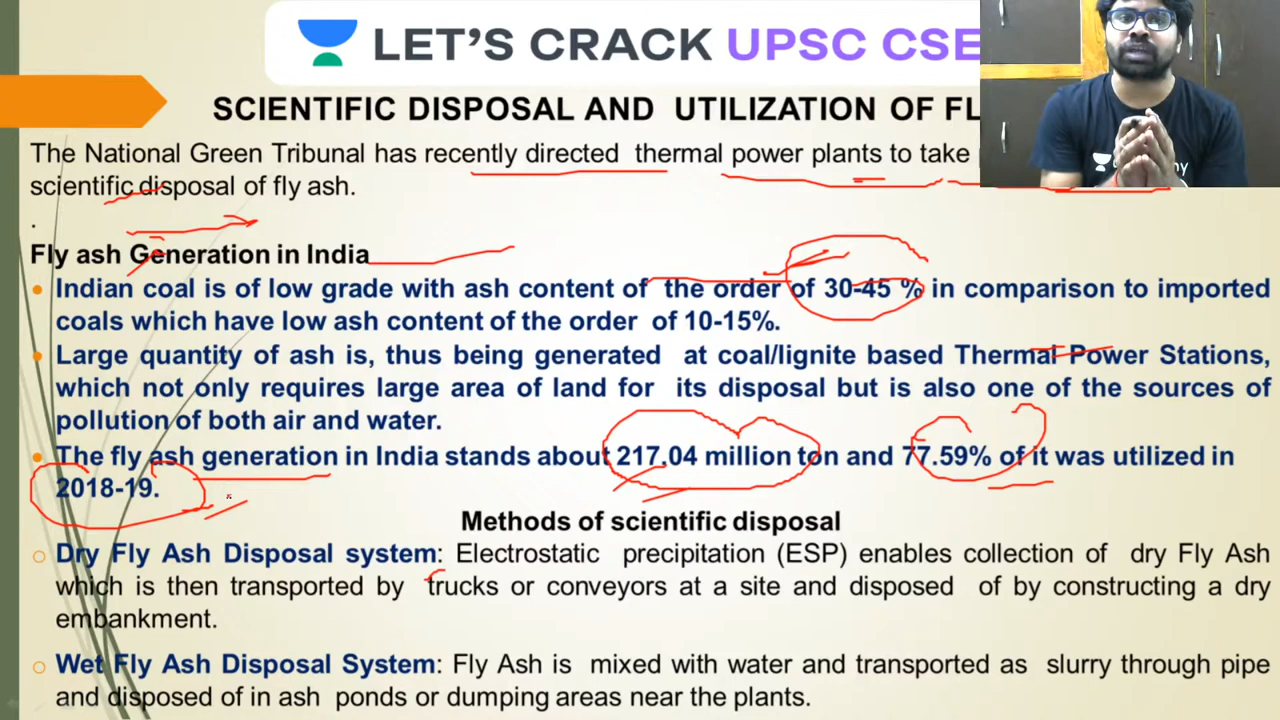 LET'S CRACK UPSC CSE
SCIENTIFIC DISPOSAL AND UTILIZATION OF FL
The National Green Tribunal has recently directed thermal power plants to take
scientific disposal of fly ash.
.
Fly ash Generation in India
Indian coal is of low grade with ash content of the order of 30-45 % in comparison to imported
coals which have low ash content of the order of 10-15%.
Large quantity of ash is, thus being generated at coal/lignite based Thermal Power Stations,
which not only requires large area of land for its disposal but is also one of the sources of
pollution of both air and water.
The fly ash generation in India stands about 217.04 million ton and 77.59% of it was utilized in
2018-19.
Methods of scientific disposal
Dry Fly Ash Disposal system: Electrostatic precipitation (ESP) enables collection of dry Fly Ash
which is then transported by trucks or conveyors at a site and disposed of by constructing a dry
embankment.
Wet Fly Ash Disposal System: Fly Ash is mixed with water and transported as slurry through pipe
and disposed of in ash ponds or dumping areas near the plants.